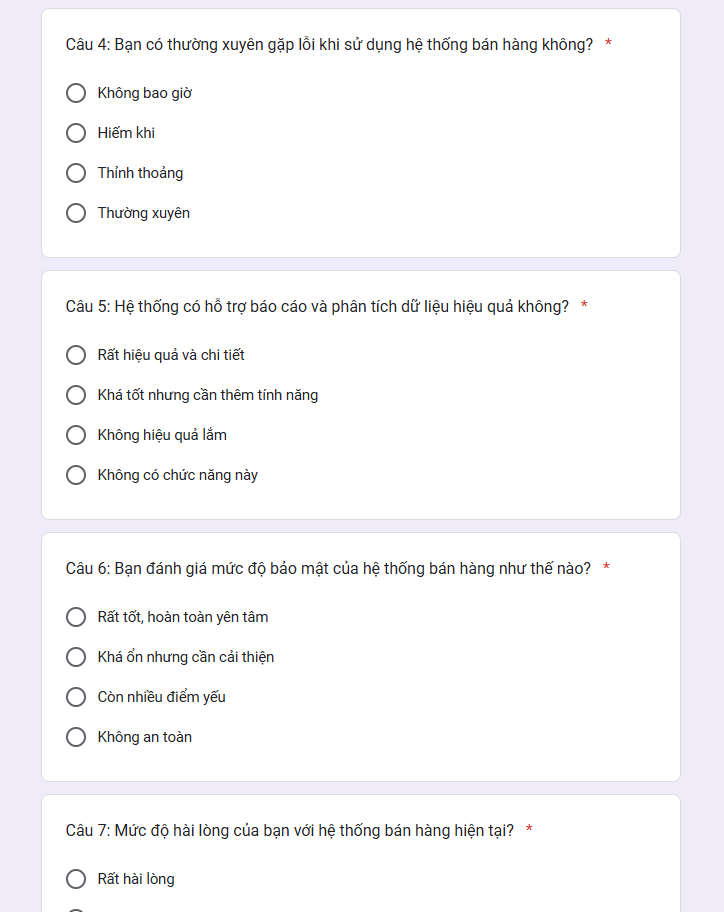 Câu 4: Bạn có thường xuyên gặp lỗi khi sử dụng hệ thống bán hàng không? *
Không bao giờ
Hiếm khi
Thỉnh thoảng
Thường xuyên
Câu 5: Hệ thống có hỗ trợ báo cáo và phân tích dữ liệu hiệu quả không? *
Rất hiệu quả và chi tiết
Khá tốt nhưng cần thêm tính năng
Không hiệu quả lắm
Không có chức năng này
Câu 6: Bạn đánh giá mức độ bảo mật của hệ thống bán hàng như thế nào? *
Rất tốt, hoàn toàn yên tâm
Khá ổn nhưng cần cải thiện
Còn nhiều điểm yếu
Không an toàn
Câu 7: Mức độ hài lòng của bạn với hệ thống bán hàng hiện tại? *
Rất hài lòng